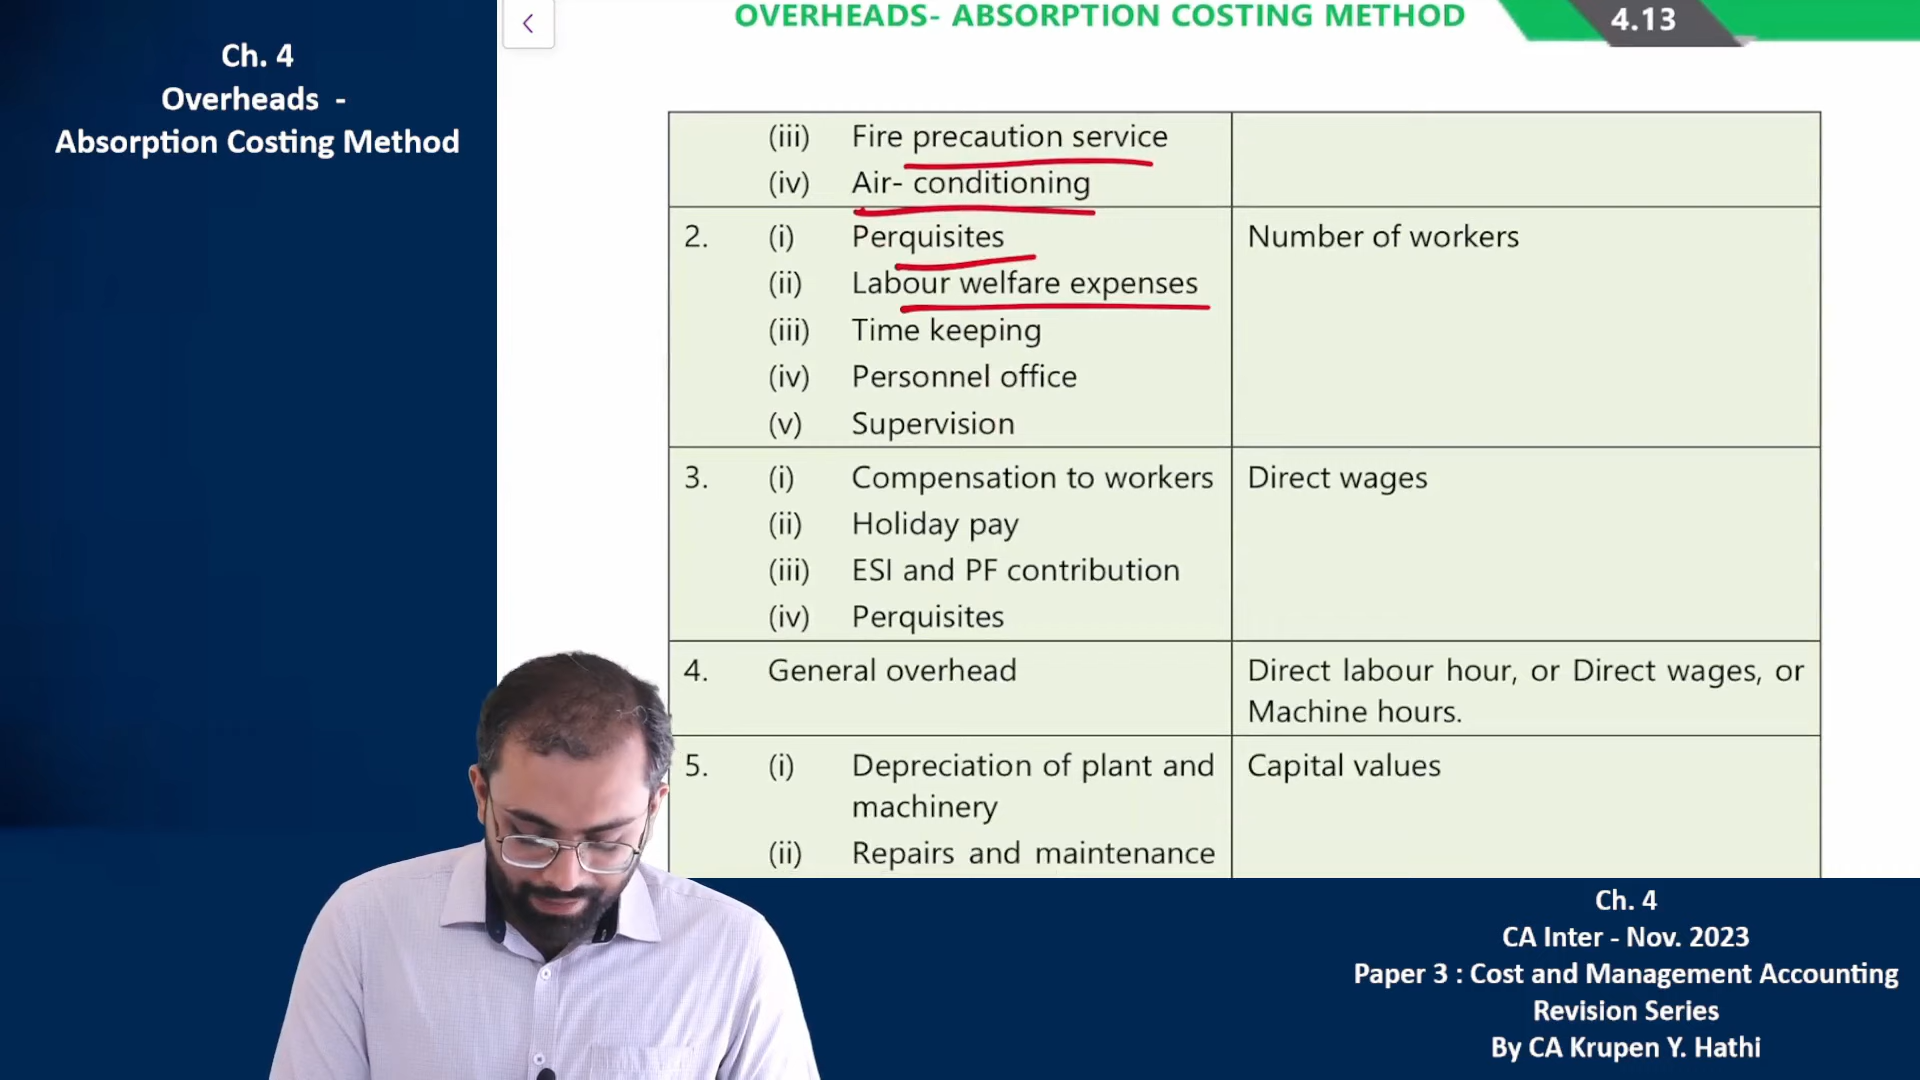 Ch. 4
Overheads -
Absorption Costing Method
OVERHEADS- ABSORPTION COSTING METHOD 4.13
(iii) Fire precaution service
(iv) Air- conditioning
2. (i) Perquisites Number of workers
(ii) Labour welfare expenses
(iii) Time keeping
(iv) Personnel office
(v) Supervision
3. (i) Compensation to workers Direct wages
(ii) Holiday pay
(iii) ESI and PF contribution
(iv) Perquisites
4. General overhead Direct labour hour, or Direct wages, or
Machine hours.
5. (i) Depreciation of plant and Capital values
machinery
(ii) Repairs and maintenance
Ch. 4
CA Inter - Nov. 2023
Paper 3 : Cost and Management Accounting
Revision Series
By CA Krupen Y. Hathi